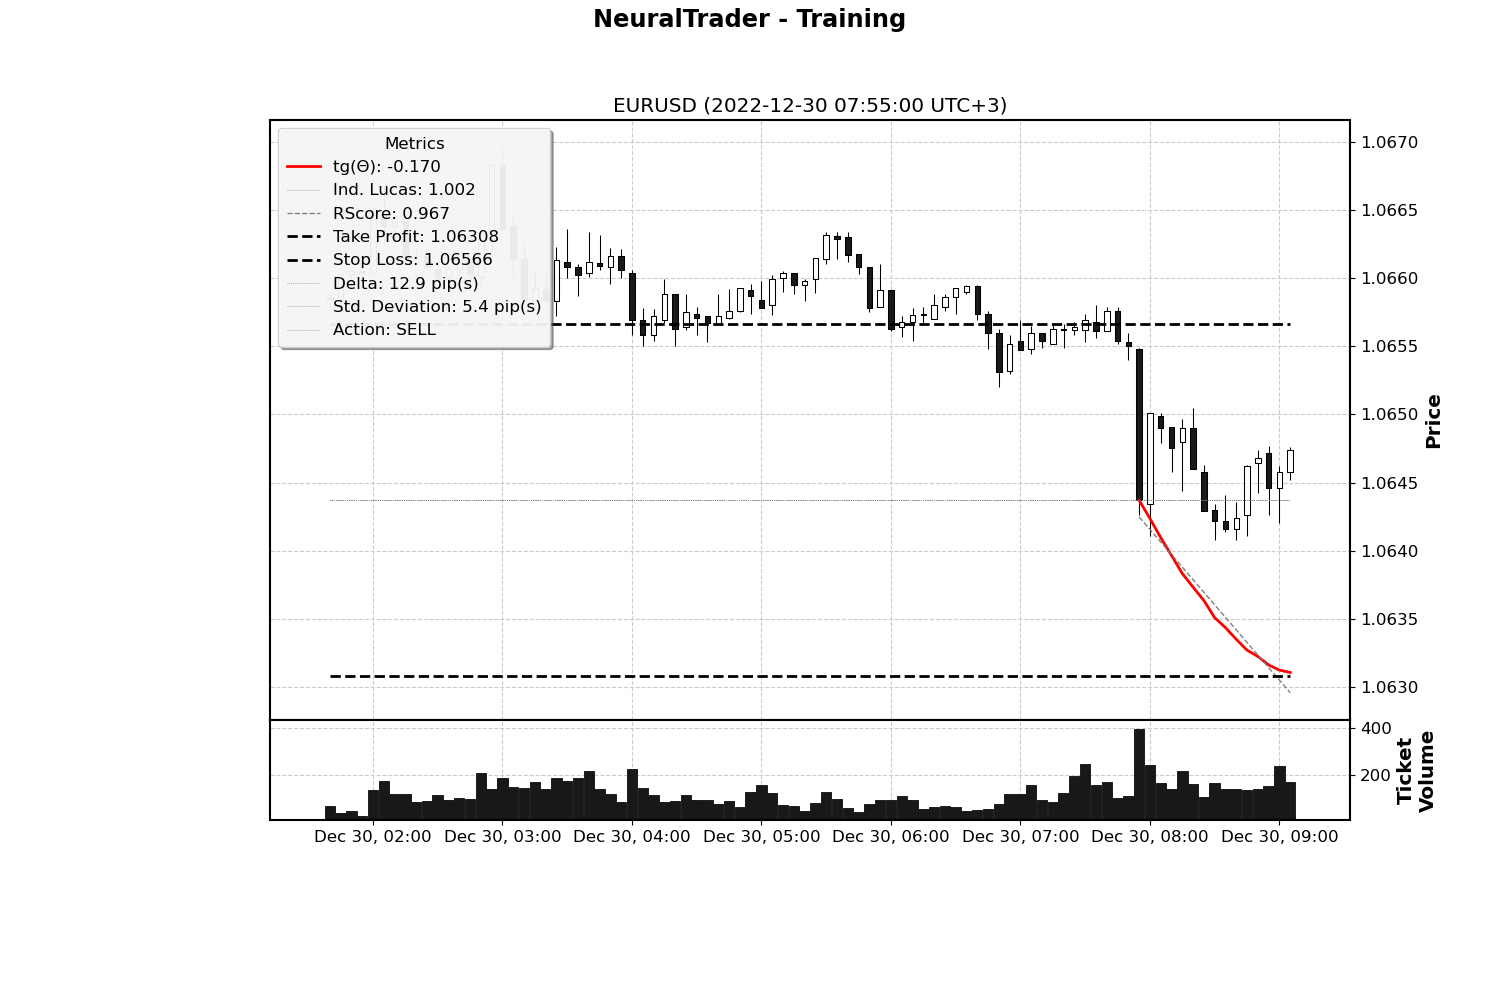 NeuralTrader - Training
EURUSD (2022-12-30 07:55:00 UTC+3)
Metrics
tg(Θ): -0.170
Ind. Lucas: 1.002
RScore: 0.967
Take Profit: 1.06308
Stop Loss: 1.06566
Delta: 12.9 pip(s)
Std. Deviation: 5.4 pip(s)
Action: SELL
1.0670
1.0665
1.0660
1.0655
1.0650
1.0645
1.0640
1.0635
1.0630
Price
400
200
Ticket
Volume
Dec 30, 02:00 Dec 30, 03:00 Dec 30, 04:00 Dec 30, 05:00 Dec 30, 06:00 Dec 30, 07:00 Dec 30, 08:00 Dec 30, 09:00